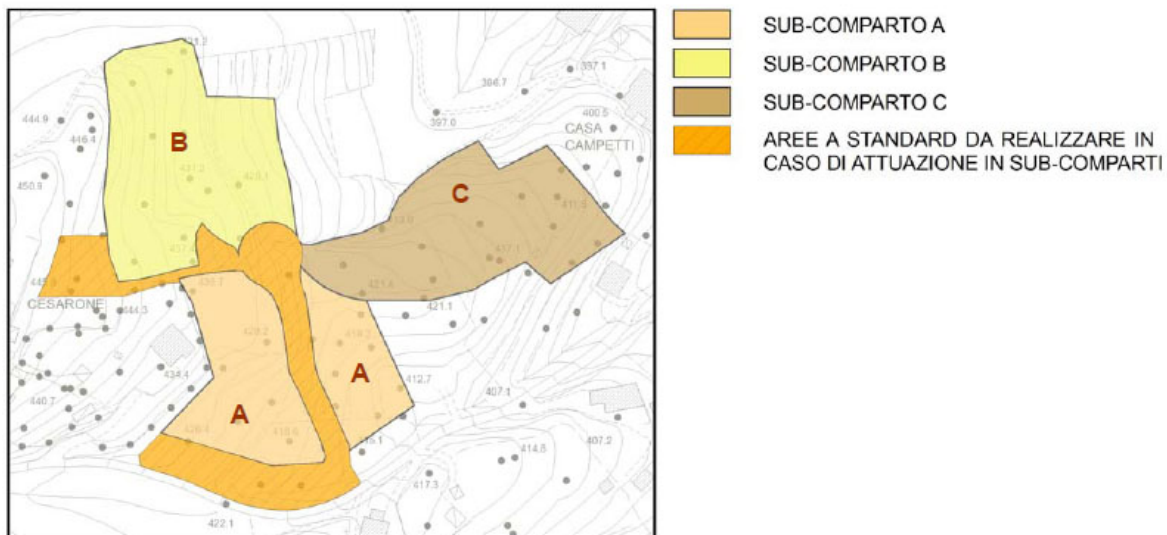 SUB-COMPARTO A
SUB-COMPARTO B
SUB-COMPARTO C
AREE A STANDARD DA REALIZZARE IN
CASO DI ATTUAZIONE IN SUB-COMPARTI
397.1
396.7
444.9
397.0
400.5
446.4
CASA
CAMPETTI
B
450.8
C
CESARONE
444.3
421.1
412.7
434.4
A
407.1
440.7
A
407.2
414.8
417.3
422.1